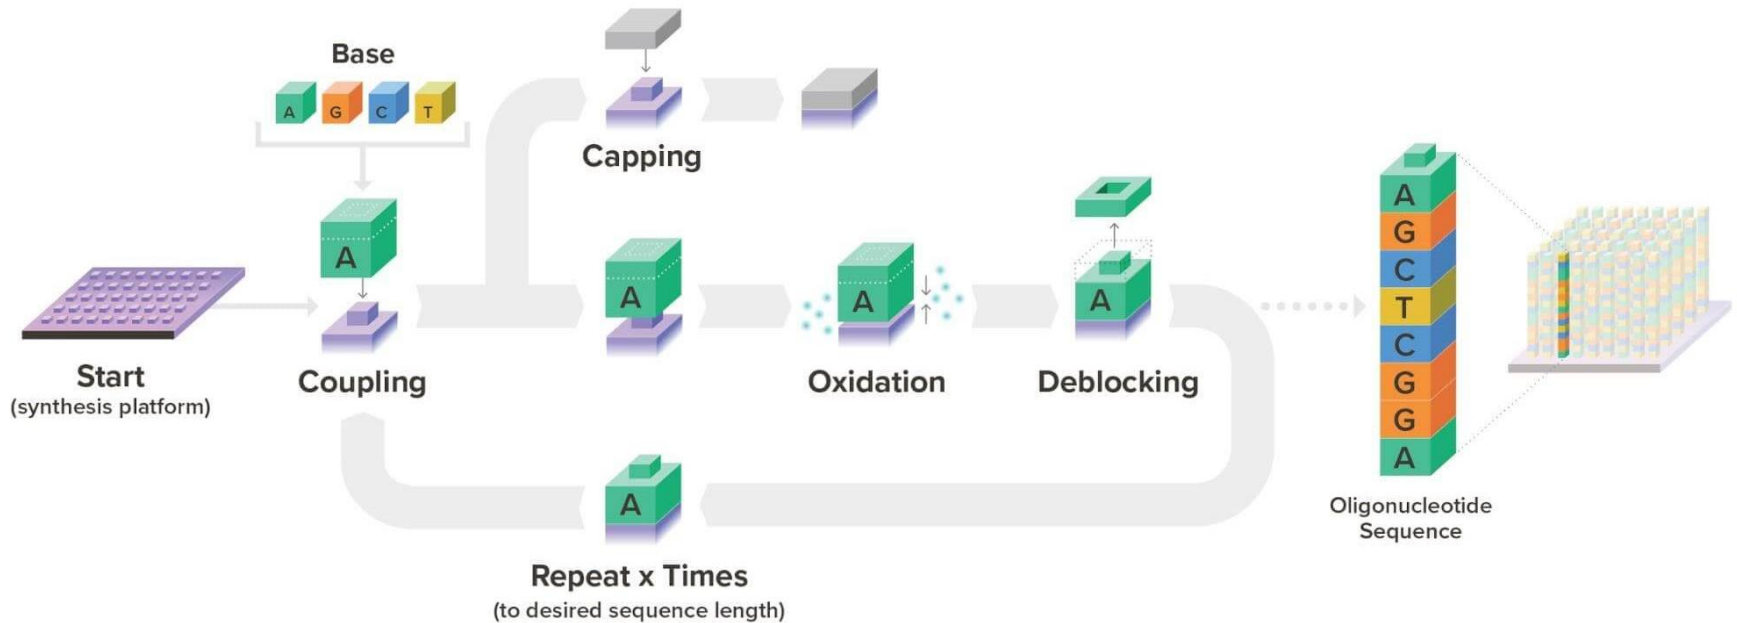 Base
A G C T
Capping
A
A
A
A
Start
(synthesis platform)
Coupling
Oxidation
Deblocking
A
Repeat x Times
(to desired sequence length)
A
G
C
T
C
G
G
A
Oligonucleotide
Sequence